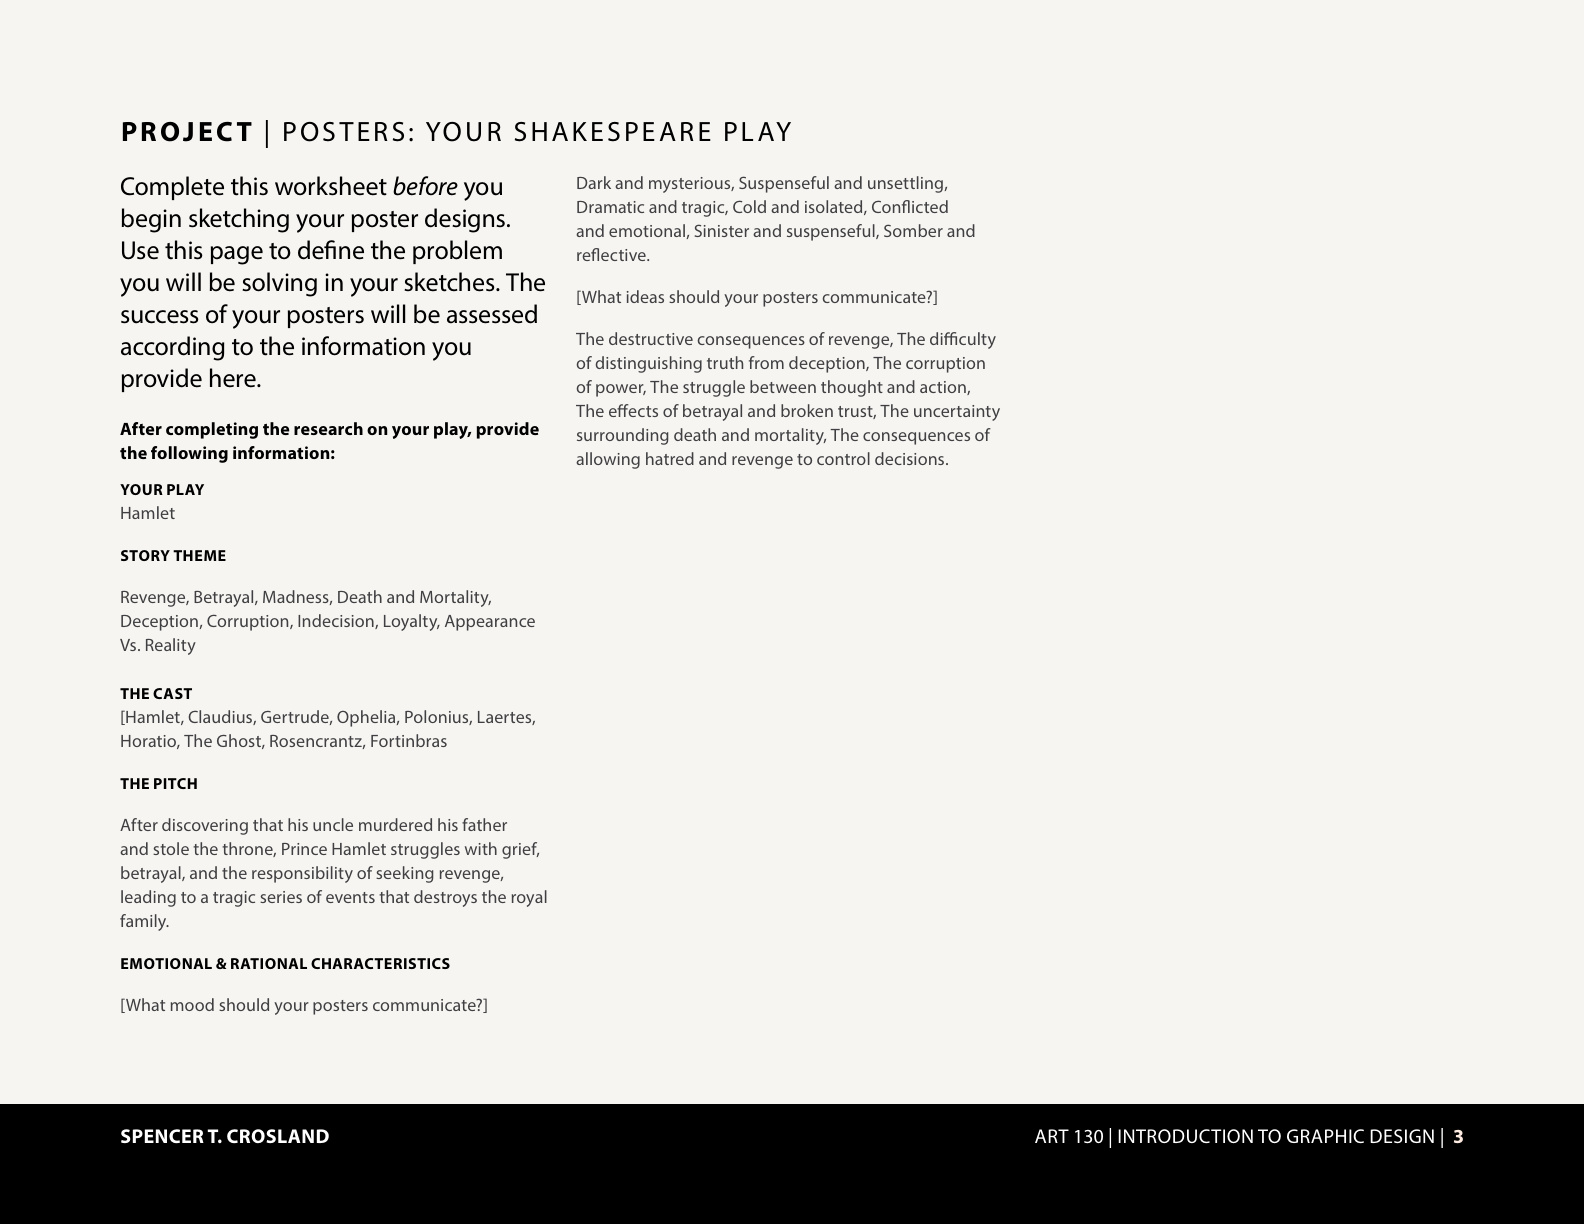 PROJECT | POSTERS: YOUR SHAKESPEARE PLAY
Complete this worksheet before you
begin sketching your poster designs.
Use this page to define the problem
you will be solving in your sketches. The
success of your posters will be assessed
according to the information you
provide here.
After completing the research on your play, provide
the following information:
YOUR PLAY
Hamlet
STORY THEME
Revenge, Betrayal, Madness, Death and Mortality,
Deception, Corruption, Indecision, Loyalty, Appearance
Vs. Reality
THE CAST
[Hamlet, Claudius, Gertrude, Ophelia, Polonius, Laertes,
Horatio, The Ghost, Rosencrantz, Fortinbras
THE PITCH
After discovering that his uncle murdered his father
and stole the throne, Prince Hamlet struggles with grief,
betrayal, and the responsibility of seeking revenge,
leading to a tragic series of events that destroys the royal
family.
EMOTIONAL & RATIONAL CHARACTERISTICS
[What mood should your posters communicate?]
Dark and mysterious, Suspenseful and unsettling,
Dramatic and tragic, Cold and isolated, Conflicted
and emotional, Sinister and suspenseful, Somber and
reflective.
[What ideas should your posters communicate?]
The destructive consequences of revenge, The difficulty
of distinguishing truth from deception, The corruption
of power, The struggle between thought and action,
The effects of betrayal and broken trust, The uncertainty
surrounding death and mortality, The consequences of
allowing hatred and revenge to control decisions.
SPENCER T. CROSLAND
ART 130 | INTRODUCTION TO GRAPHIC DESIGN | 3